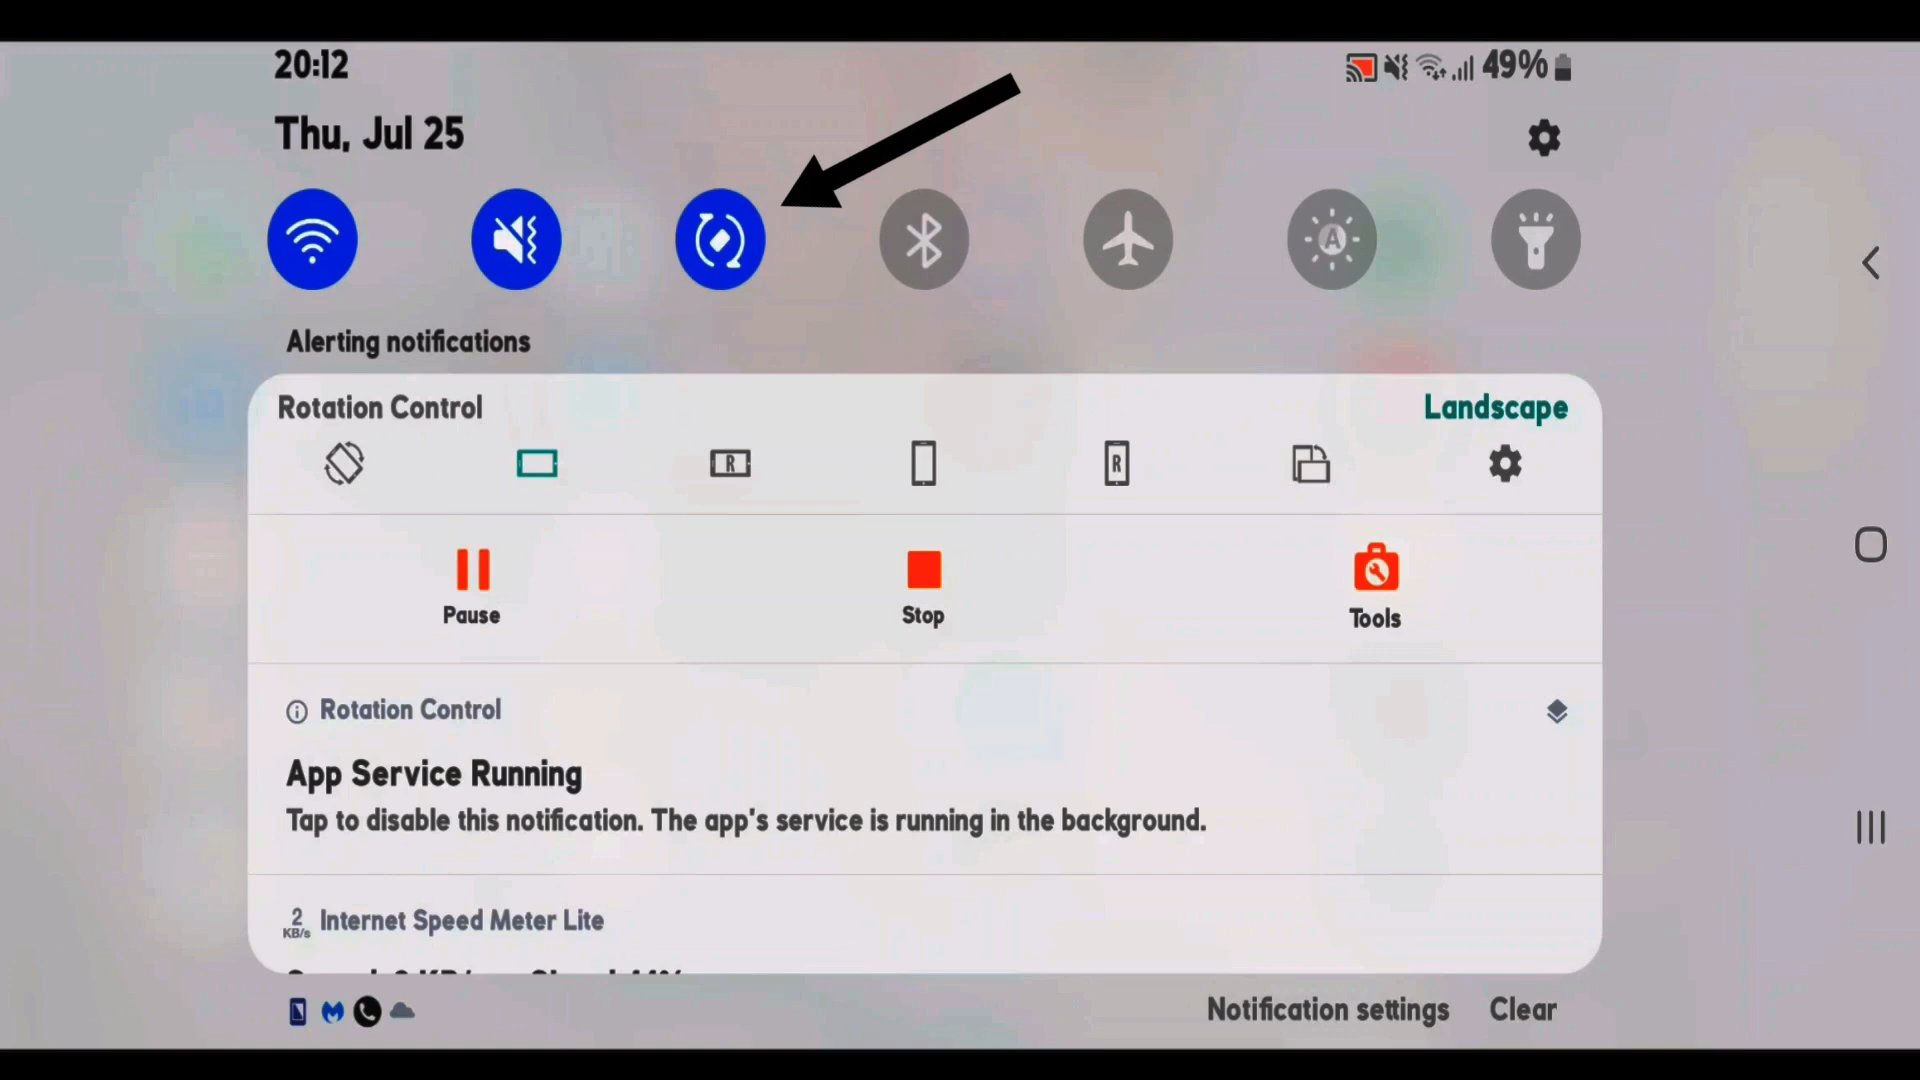 20:12
49%
Thu, Jul 25
A
Alerting notifications
Rotation Control
Landscape
R
R
Pause
Stop
Tools
Rotation Control
App Service Running
Tap to disable this notification. The app's service is running in the background.
2
KB/s
Internet Speed Meter Lite
Notification settings
Clear